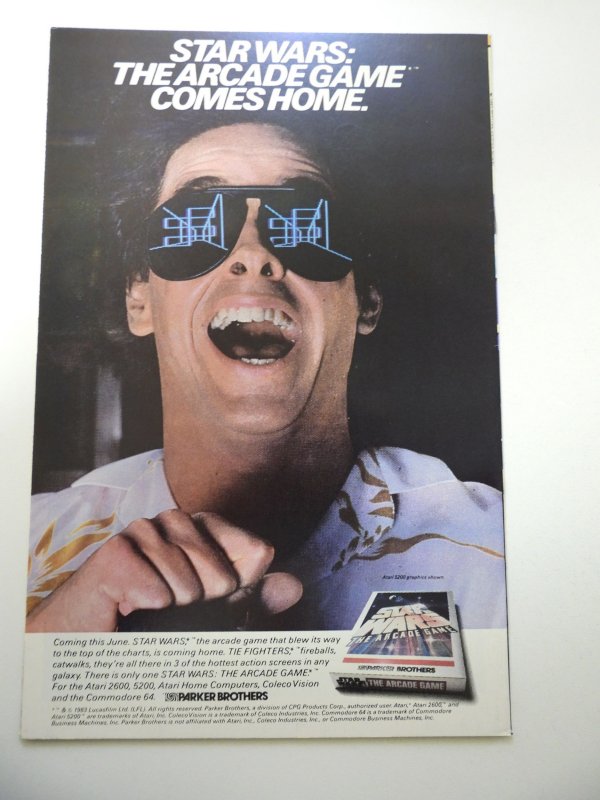 STAR WARS:
THE ARCADE GAME™
COMES HOME.
Atari 5200 graphics shown.
STAR
WARS
THE ARCADE GAME
PARKER BROTHERS
THE ARCADE GAME
Coming this June. STAR WARS,*™ the arcade game that blew its way
to the top of the charts, is coming home. TIE FIGHTERS,*™ fireballs,
catwalks, they're all there in 3 of the hottest action screens in any
galaxy. There is only one STAR WARS: THE ARCADE GAME*™
For the Atari 2600, 5200, Atari Home Computers, ColecoVision
and the Commodore 64. PARKER BROTHERS
*™ & © 1983 Lucasfilm Ltd. (LFL). All rights reserved. Parker Brothers, a division of CPG Products Corp., authorized user. Atari,® Atari 2600,™ and
Atari 5200™ are trademarks of Atari, Inc. ColecoVision is a trademark of Coleco Industries, Inc. Commodore 64 is a trademark of Commodore
Business Machines, Inc. Parker Brothers is not affiliated with Atari, Inc., Coleco Industries, Inc., or Commodore Business Machines, Inc.